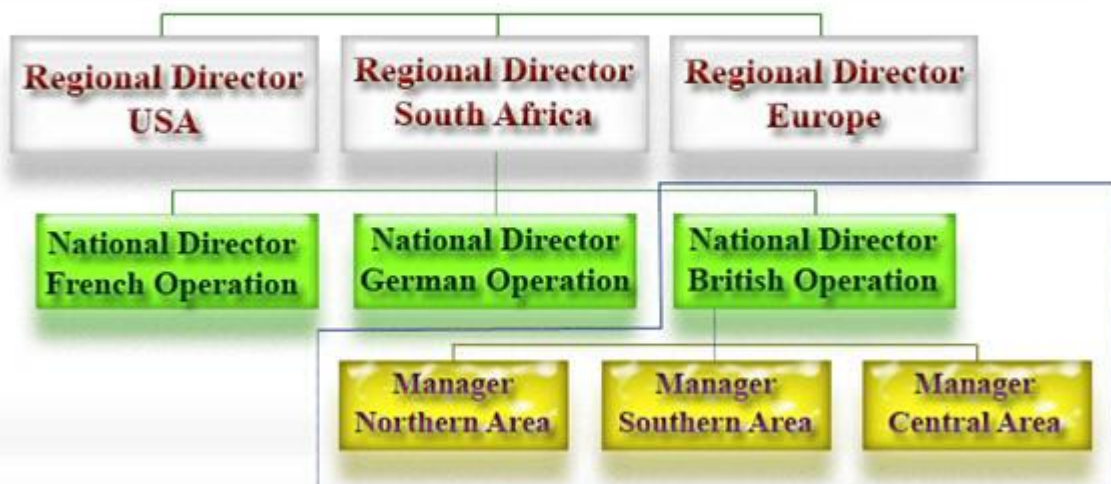 Regional Director
USA
Regional Director
South Africa
Regional Director
Europe
National Director
French Operation
National Director
German Operation
National Director
British Operation
Manager
Northern Area
Manager
Southern Area
Manager
Central Area